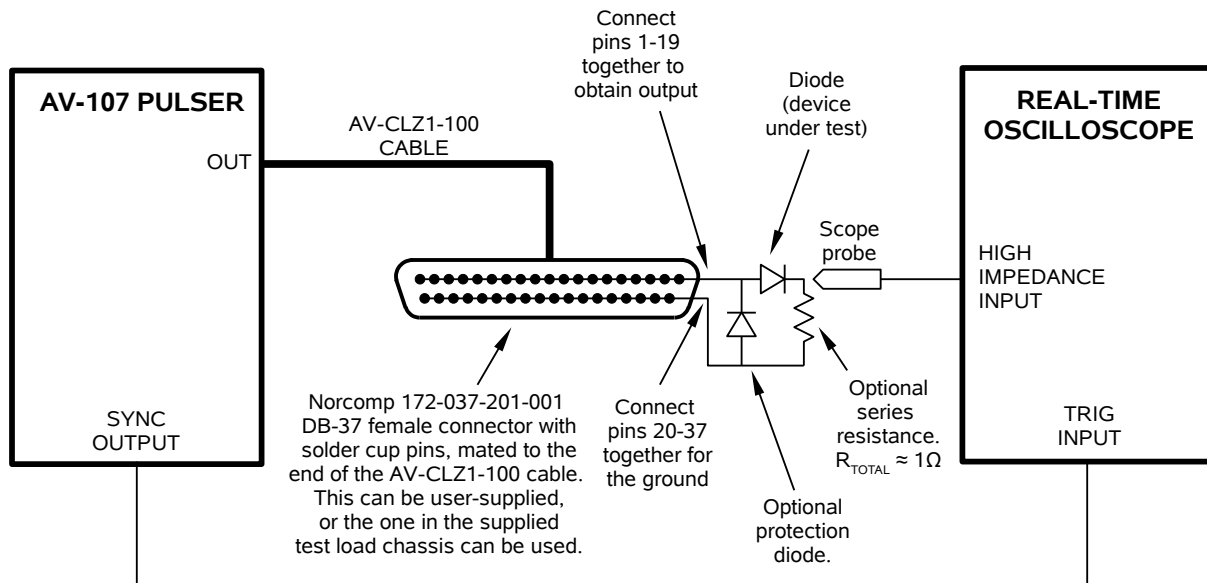 Connect
pins 1-19
together to
obtain output
AV-107 PULSER
OUT
AV-CLZ1-100
CABLE
Diode
(device
under test)
REAL-TIME
OSCILLOSCOPE
Scope
probe
HIGH
IMPEDANCE
INPUT
SYNC
OUTPUT
Norcomp 172-037-201-001
DB-37 female connector with
solder cup pins, mated to the
end of the AV-CLZ1-100 cable.
This can be user-supplied,
or the one in the supplied
test load chassis can be used.
Connect
pins 20-37
together for
the ground
Optional
protection
diode.
Optional
series
resistance.
R_TOTAL ≈ 1Ω
TRIG
INPUT